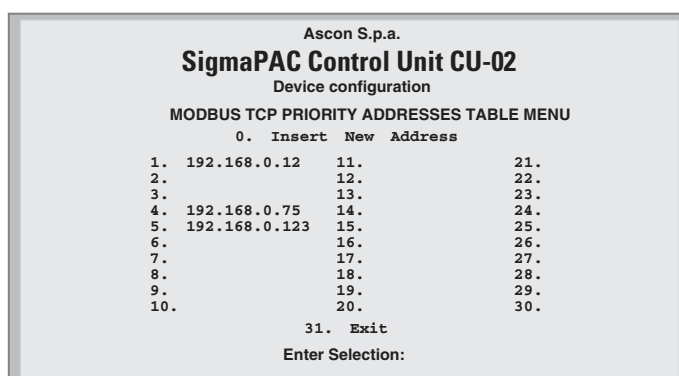 Ascon S.p.a.
SigmaPAC Control Unit CU-02
Device configuration
MODBUS TCP PRIORITY ADDRESSES TABLE MENU
0. Insert New Address
1. 192.168.0.12 11. 21.
2. 12. 22.
3. 13. 23.
4. 192.168.0.75 14. 24.
5. 192.168.0.123 15. 25.
6. 16. 26.
7. 17. 27.
8. 18. 28.
9. 19. 29.
10. 20. 30.
31. Exit
Enter Selection: